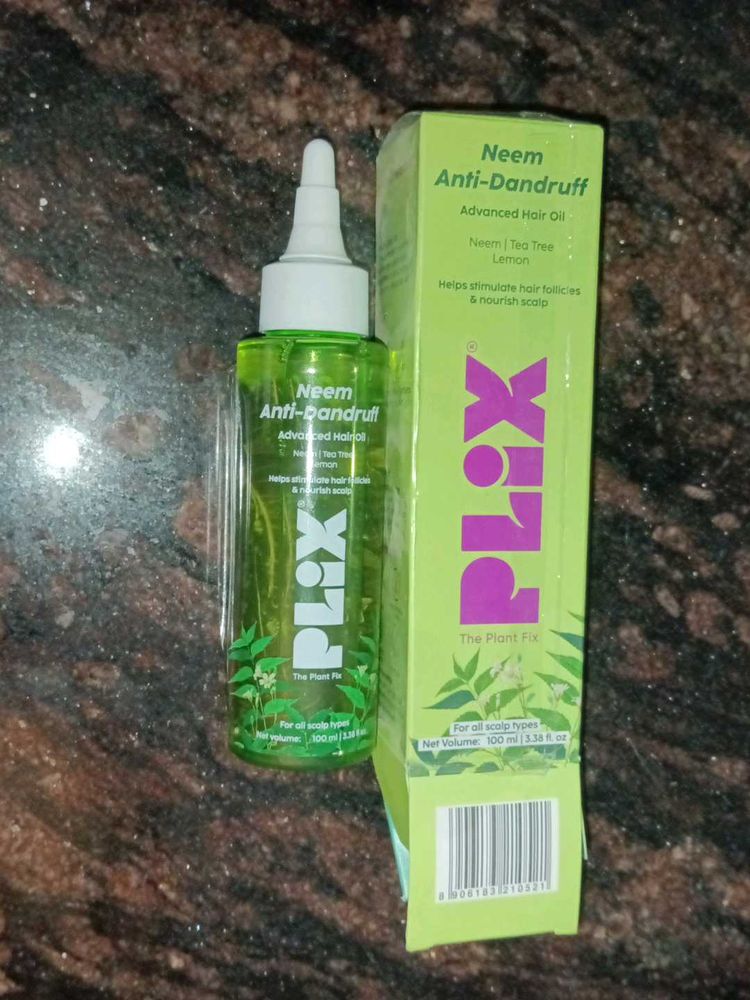 Neem
Anti-Dandruff
Advanced Hair Oil
Neem | Tea Tree
Lemon
Helps stimulate hair follicles
& nourish scalp
PLiX®
The Plant Fix
For all scalp types
Net Volume: 100 ml | 3.38 fl. oz
Neem
Anti-Dandruff
Advanced Hair Oil
Neem | Tea Tree
Lemon
Helps stimulate hair follicles
& nourish scalp
PLiX®
The Plant Fix
For all scalp types
Net Volume: 100 ml | 3.38 fl. oz
8 906183 210521